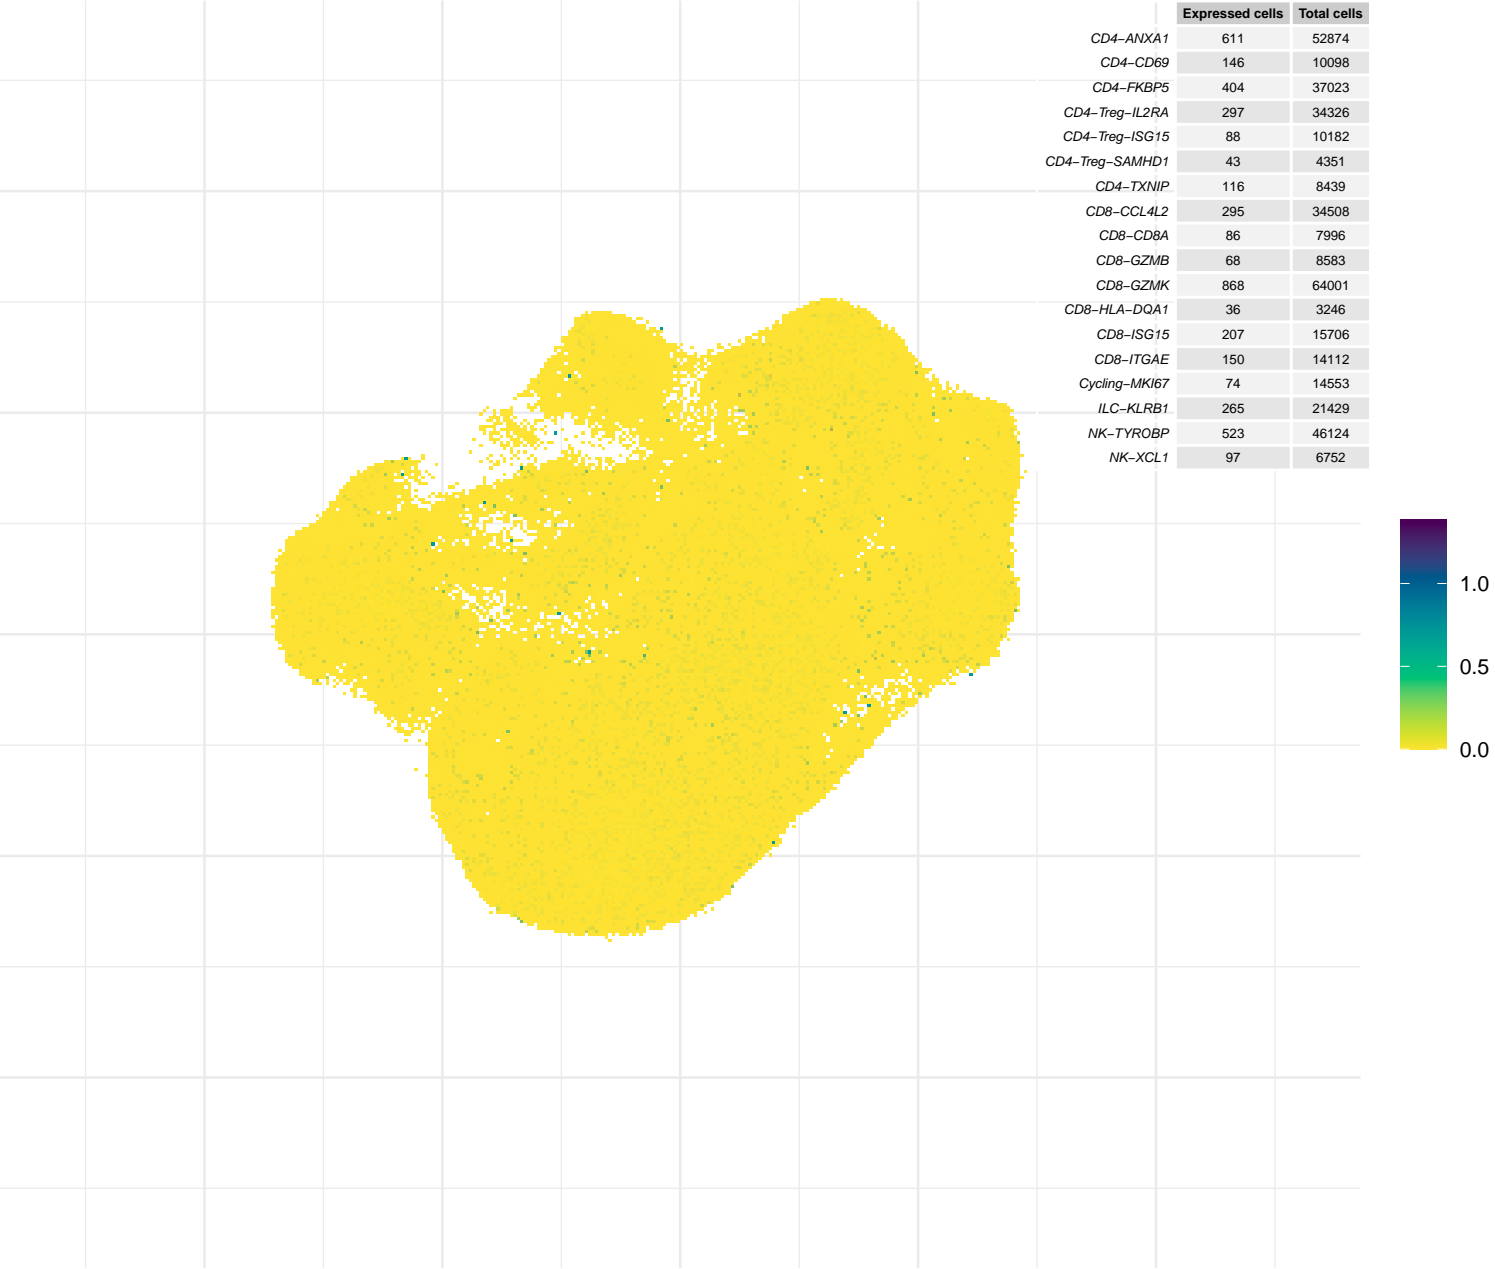 Expressed cells Total cells
CD4−ANXA1 611 52874
CD4−CD69 146 10098
CD4−FKBP5 404 37023
CD4−Treg−IL2RA 297 34326
CD4−Treg−ISG15 88 10182
CD4−Treg−SAMHD1 43 4351
CD4−TXNIP 116 8439
CD8−CCL4L2 295 34508
CD8−CD8A 86 7996
CD8−GZMB 68 8583
CD8−GZMK 868 64001
CD8−HLA−DQA1 36 3246
CD8−ISG15 207 15706
CD8−ITGAE 150 14112
Cycling−MKI67 74 14553
ILC−KLRB1 265 21429
NK−TYROBP 523 46124
NK−XCL1 97 6752
1.0
0.5
0.0